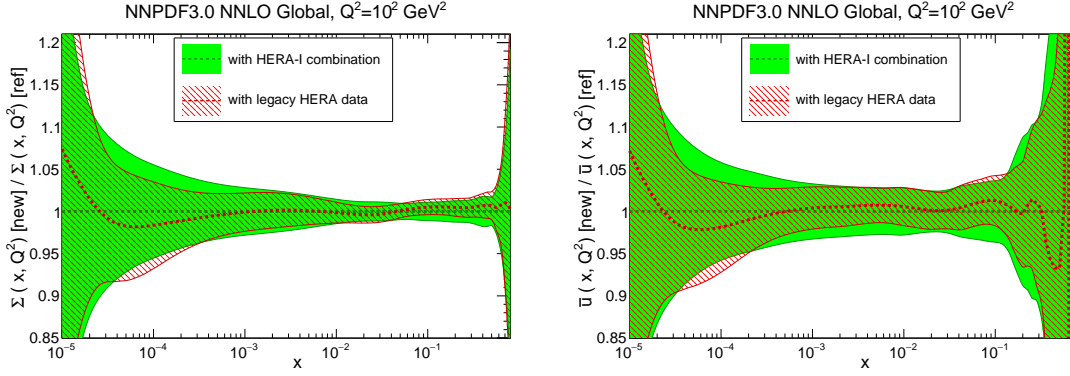 NNPDF3.0 NNLO Global, Q²=10² GeV²
with HERA-I combination
with legacy HERA data
Σ ( x, Q²) [new] / Σ ( x, Q²) [ref]
1.2
1.15
1.1
1.05
1
0.95
0.9
0.85
10⁻⁵ 10⁻⁴ 10⁻³ 10⁻² 10⁻¹
x
NNPDF3.0 NNLO Global, Q²=10² GeV²
with HERA-I combination
with legacy HERA data
u̅ ( x, Q²) [new] / u̅ ( x, Q²) [ref]
1.2
1.15
1.1
1.05
1
0.95
0.9
0.85
10⁻⁵ 10⁻⁴ 10⁻³ 10⁻² 10⁻¹
x